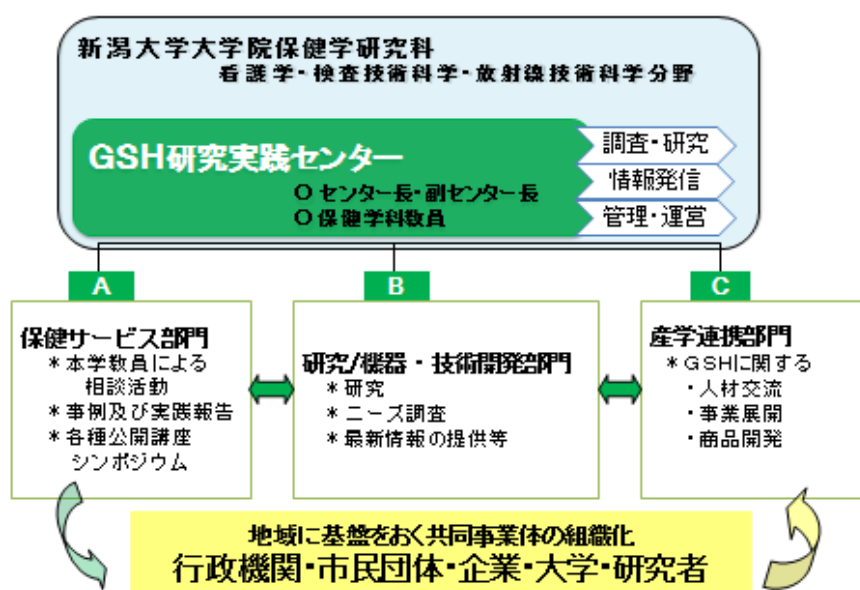 新潟大学大学院保健学研究科
看護学・検査技術科学・放射線技術科学分野
GSH研究実践センター
○ センター長・副センター長
○ 保健学科教員
調査・研究
情報発信
管理・運営
A
保健サービス部門
＊本学教員による
相談活動
＊事例及び実践報告
＊各種公開講座
シンポジウム
B
研究/機器・技術開発部門
＊研究
＊ニーズ調査
＊最新情報の提供等
C
産学連携部門
＊GSHに関する
・人材交流
・事業展開
・商品開発
地域に基盤をおく共同事業体の組織化
行政機関・市民団体・企業・大学・研究者